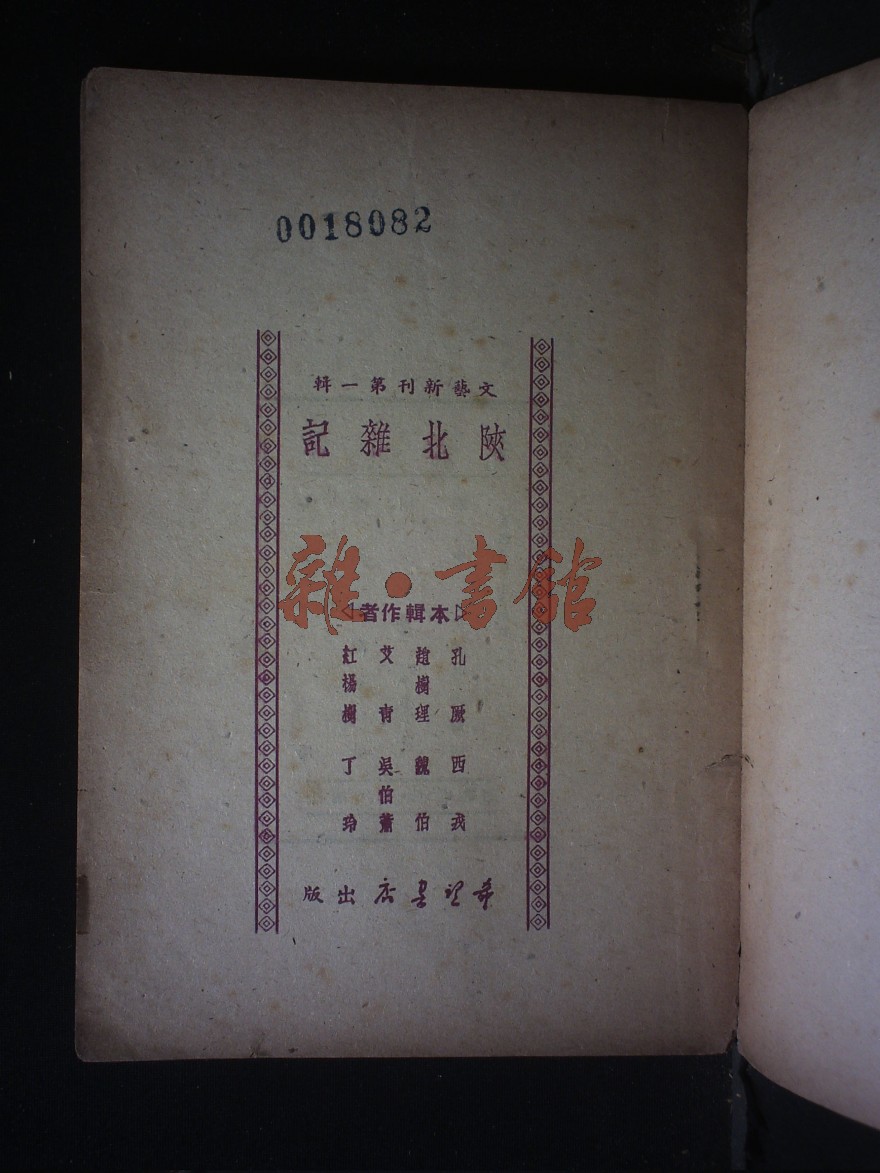 0018082
文藝新刊第一輯
陝北雜記
雜·書館
本輯作者
孔厥 西戎
趙樹理 魏伯
艾青 吳伯蕭
紅楊樹 丁玲
希望書店出版